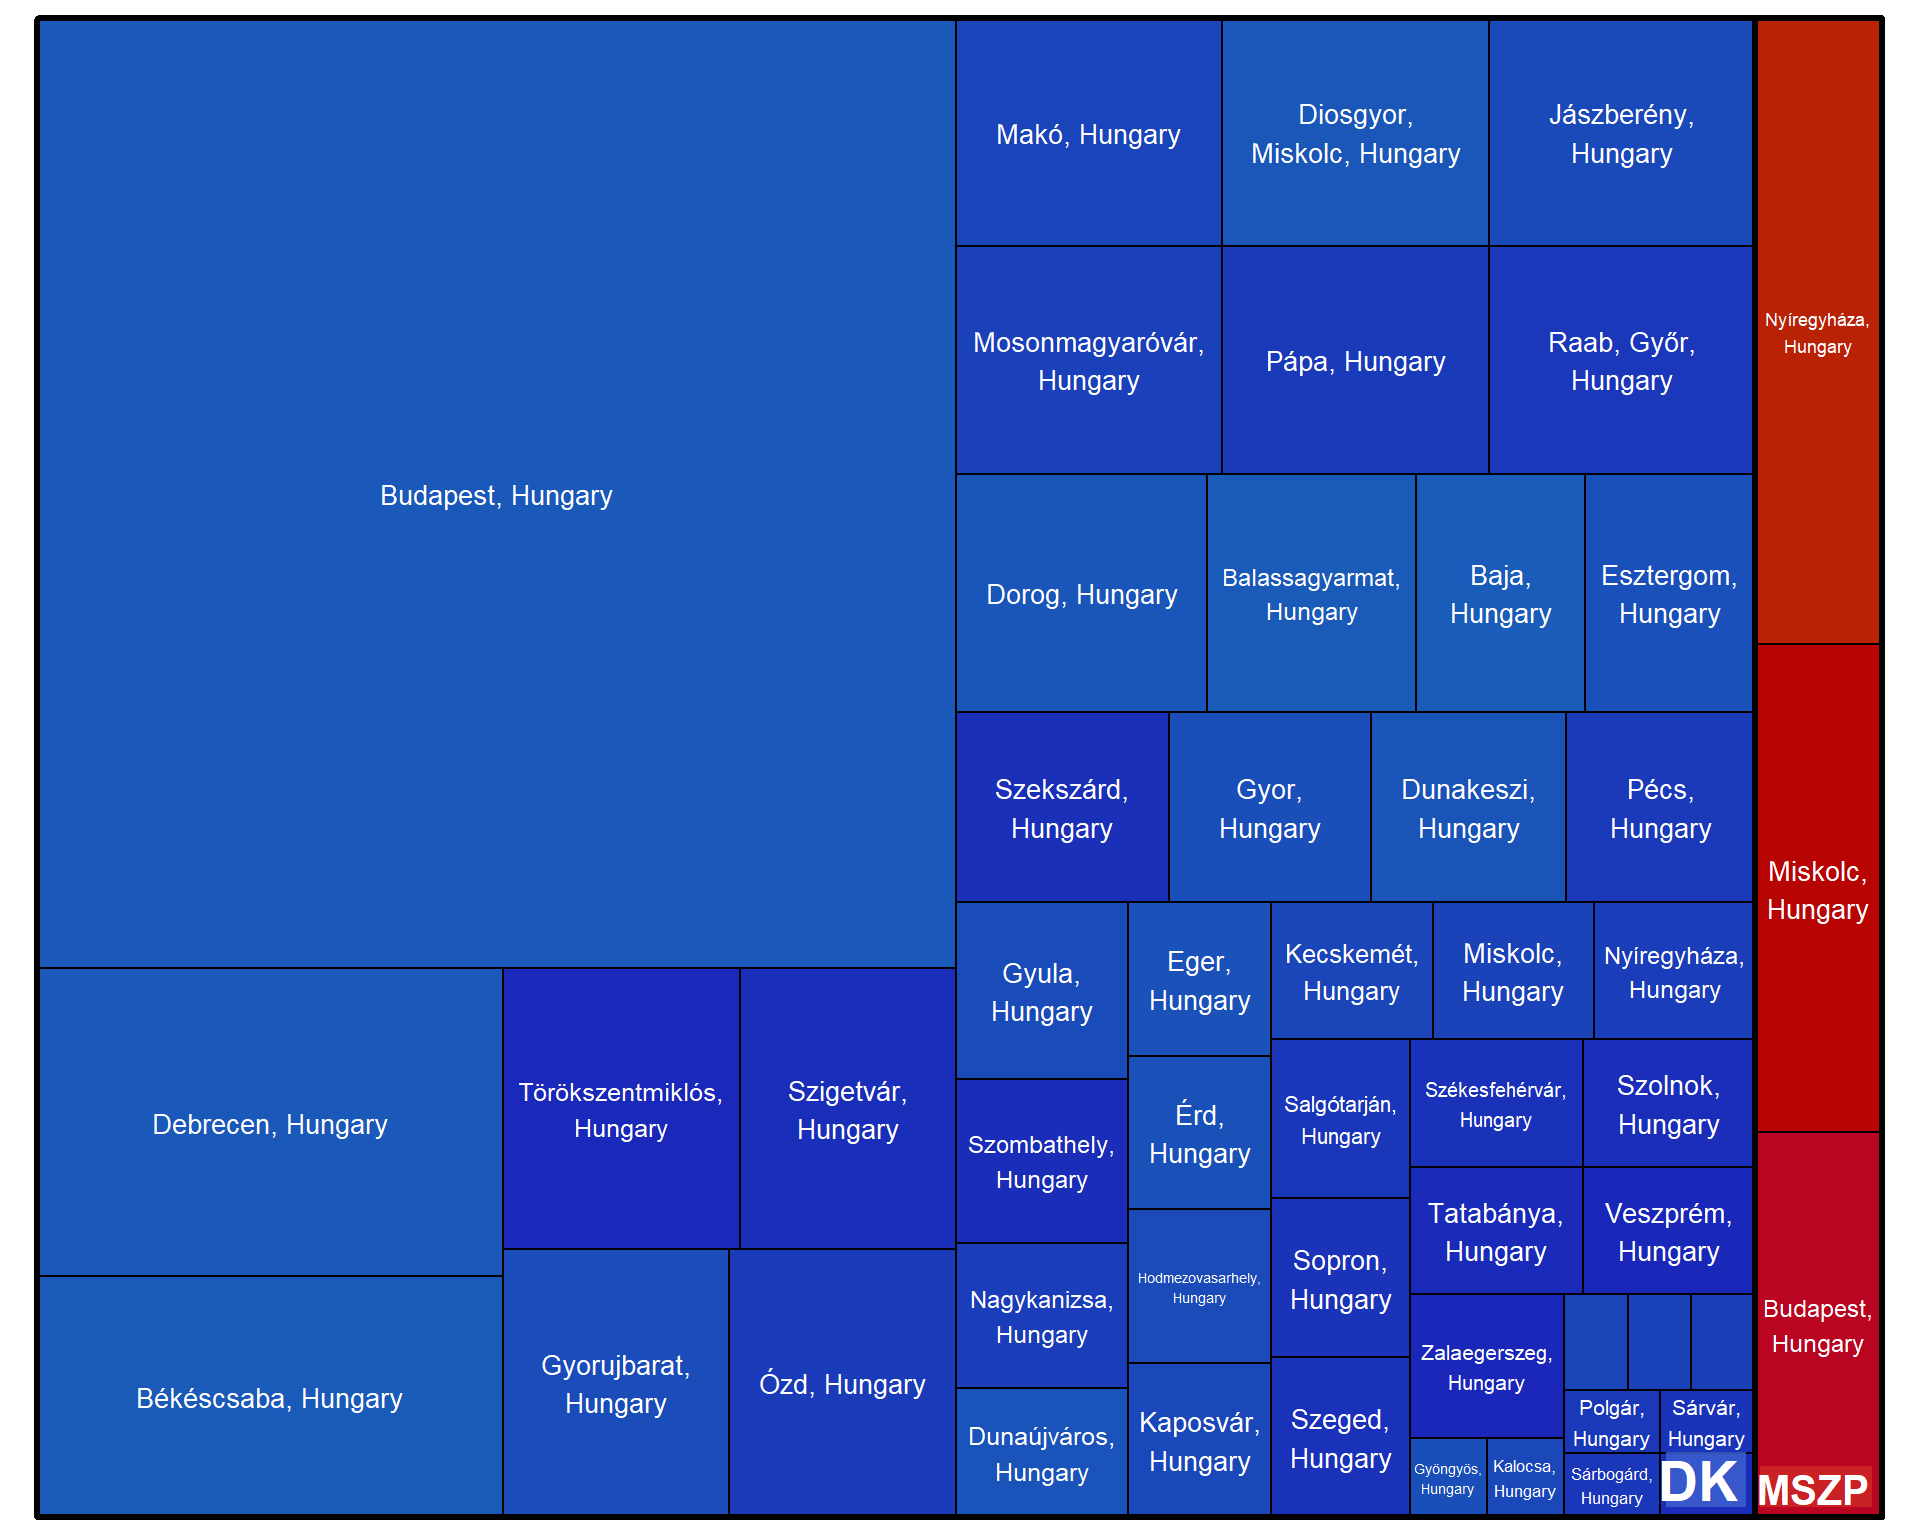 Budapest, Hungary
Makó, Hungary
Diosgyor,
Miskolc, Hungary
Jászberény,
Hungary
Mosonmagyaróvár,
Hungary
Pápa, Hungary
Raab, Győr,
Hungary
Dorog, Hungary
Balassagyarmat,
Hungary
Baja,
Hungary
Esztergom,
Hungary
Szekszárd,
Hungary
Gyor,
Hungary
Dunakeszi,
Hungary
Pécs,
Hungary
Debrecen, Hungary
Békéscsaba, Hungary
Törökszentmiklós,
Hungary
Szigetvár,
Hungary
Gyorujbarat,
Hungary
Ózd, Hungary
Gyula,
Hungary
Szombathely,
Hungary
Nagykanizsa,
Hungary
Dunaújváros,
Hungary
Eger,
Hungary
Érd,
Hungary
Hodmezovasarhely,
Hungary
Kaposvár,
Hungary
Kecskemét,
Hungary
Miskolc,
Hungary
Nyíregyháza,
Hungary
Salgótarján,
Hungary
Sopron,
Hungary
Szeged,
Hungary
Székesfehérvár,
Hungary
Szolnok,
Hungary
Tatabánya,
Hungary
Veszprém,
Hungary
Zalaegerszeg,
Hungary
Gyöngyös,
Hungary
Kalocsa,
Hungary
Polgár,
Hungary
Sárvár,
Hungary
Sárbogárd,
Hungary
DK
Nyíregyháza,
Hungary
Miskolc,
Hungary
Budapest,
Hungary
MSZP